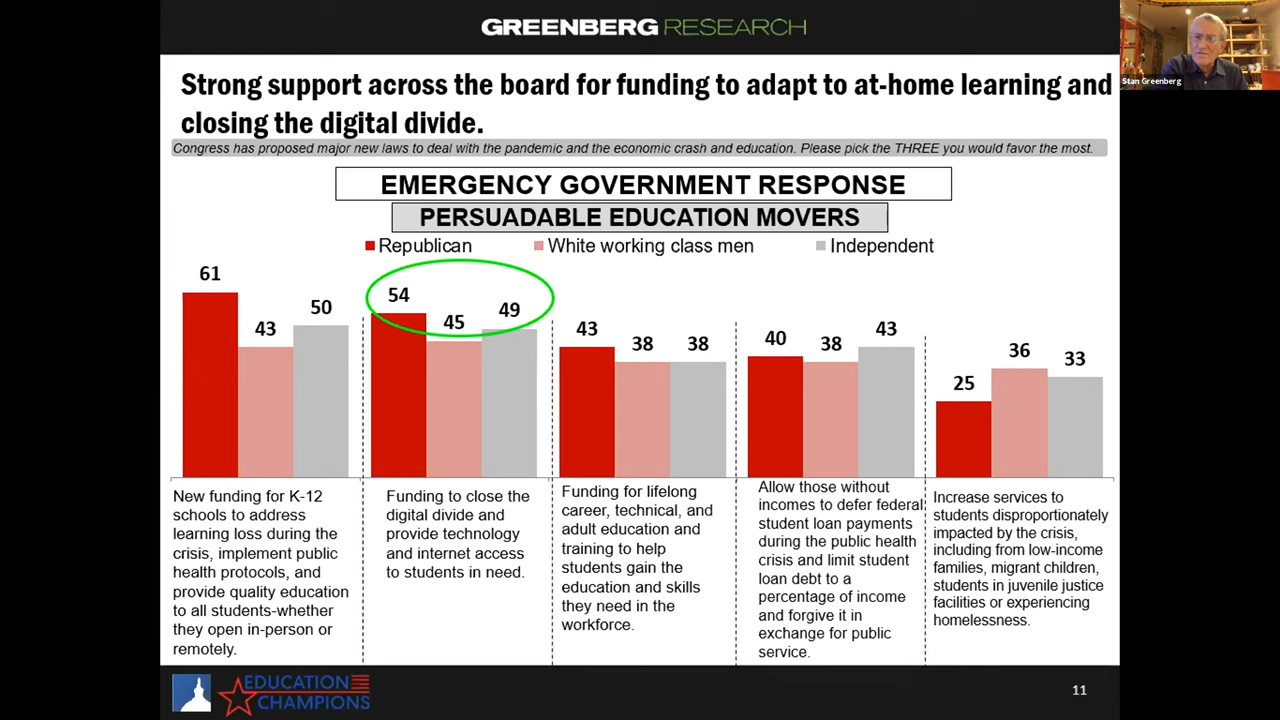 GREENBERG RESEARCH
Stan Greenberg
Strong support across the board for funding to adapt to at-home learning and
closing the digital divide.
Congress has proposed major new laws to deal with the pandemic and the economic crash and education. Please pick the THREE you would favor the most.
EMERGENCY GOVERNMENT RESPONSE
PERSUADABLE EDUCATION MOVERS
Republican
White working class men
Independent
61
43
50
54
45
49
43
38
38
40
38
43
25
36
33
New funding for K-12
schools to address
learning loss during the
crisis, implement public
health protocols, and
provide quality education
to all students-whether
they open in-person or
remotely.
Funding to close the
digital divide and
provide technology
and internet access
to students in need.
Funding for lifelong
career, technical, and
adult education and
training to help
students gain the
education and skills
they need in the
workforce.
Allow those without
incomes to defer federal
student loan payments
during the public health
crisis and limit student
loan debt to a
percentage of income
and forgive it in
exchange for public
service.
Increase services to
students disproportionately
impacted by the crisis,
including from low-income
families, migrant children,
students in juvenile justice
facilities or experiencing
homelessness.
EDUCATION
CHAMPIONS
11